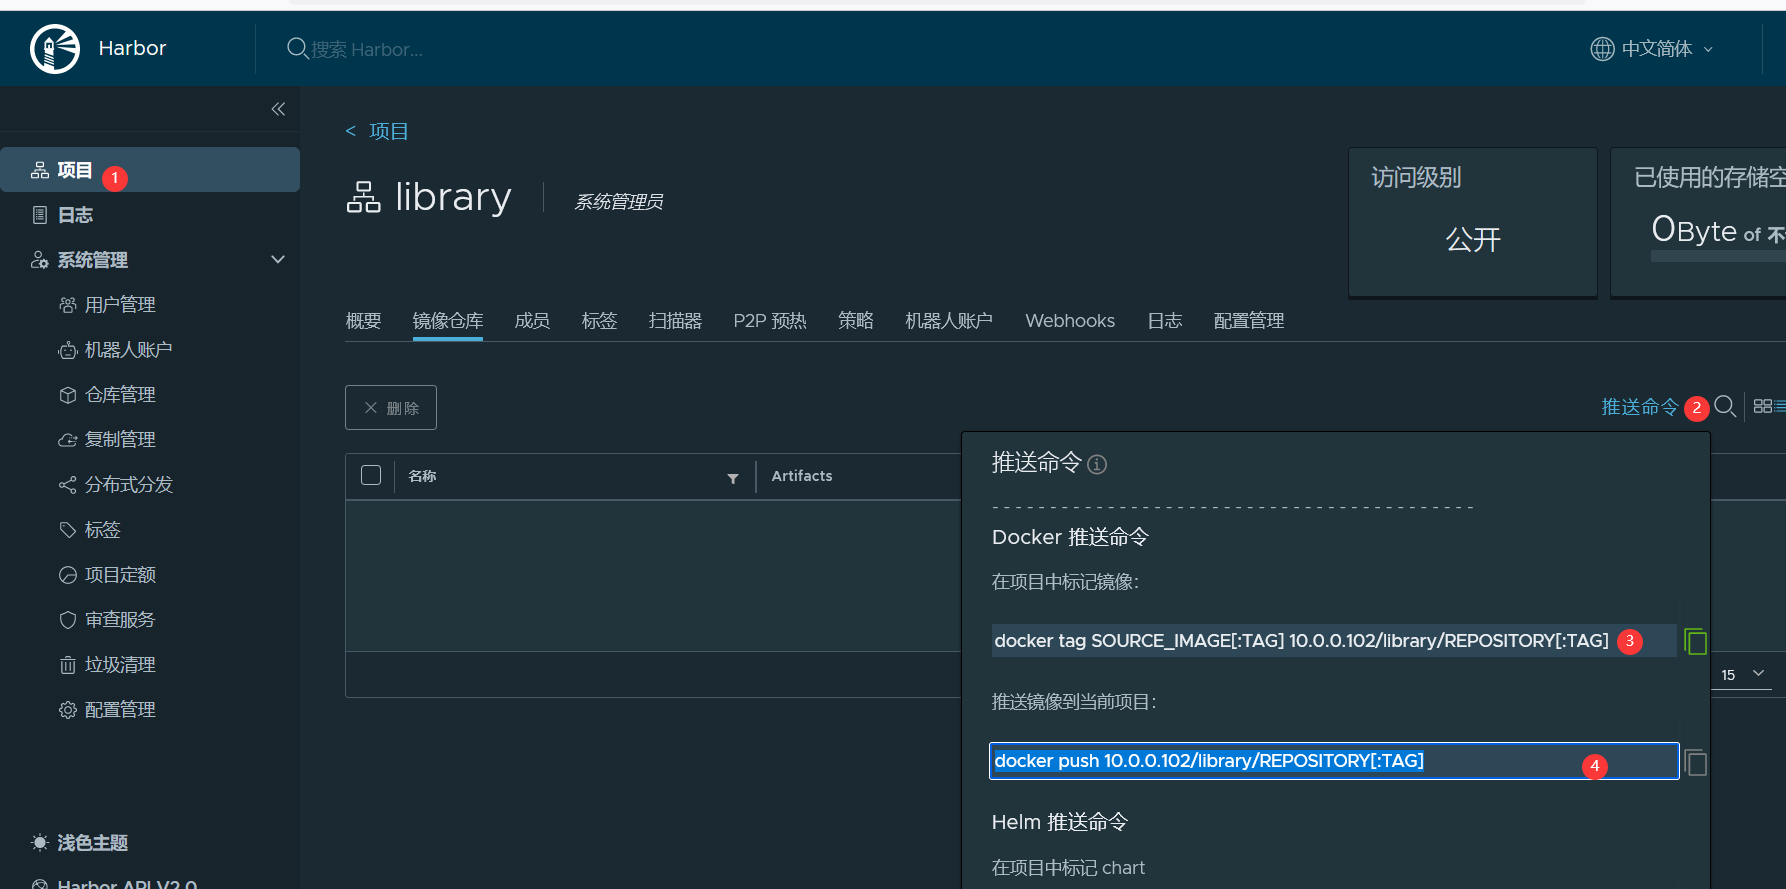 Harbor
搜索 Harbor...
中文简体
项目
1
日志
系统管理
用户管理
机器人账户
仓库管理
复制管理
分布式分发
标签
项目定额
审查服务
垃圾清理
配置管理
浅色主题
Harbor API V2.0
< 项目
library
系统管理员
访问级别
公开
已使用的存储空
0Byte of 不
概要
镜像仓库
成员
标签
扫描器
P2P 预热
策略
机器人账户
Webhooks
日志
配置管理
删除
推送命令
2
名称
Artifacts
15
推送命令
---------------------------------------
Docker 推送命令
在项目中标记镜像:
docker tag SOURCE_IMAGE[:TAG] 10.0.0.102/library/REPOSITORY[:TAG]
3
推送镜像到当前项目:
docker push 10.0.0.102/library/REPOSITORY[:TAG]
4
Helm 推送命令
在项目中标记 chart